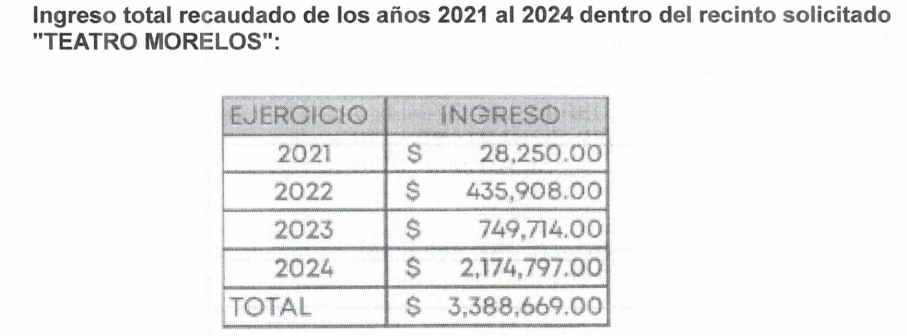 Ingreso total recaudado de los años 2021 al 2024 dentro del recinto solicitado
"TEATRO MORELOS":
EJERCICIO INGRESO
2021 $ 28,250.00
2022 $ 435,908.00
2023 $ 749,714.00
2024 $ 2,174,797.00
TOTAL $ 3,388,669.00